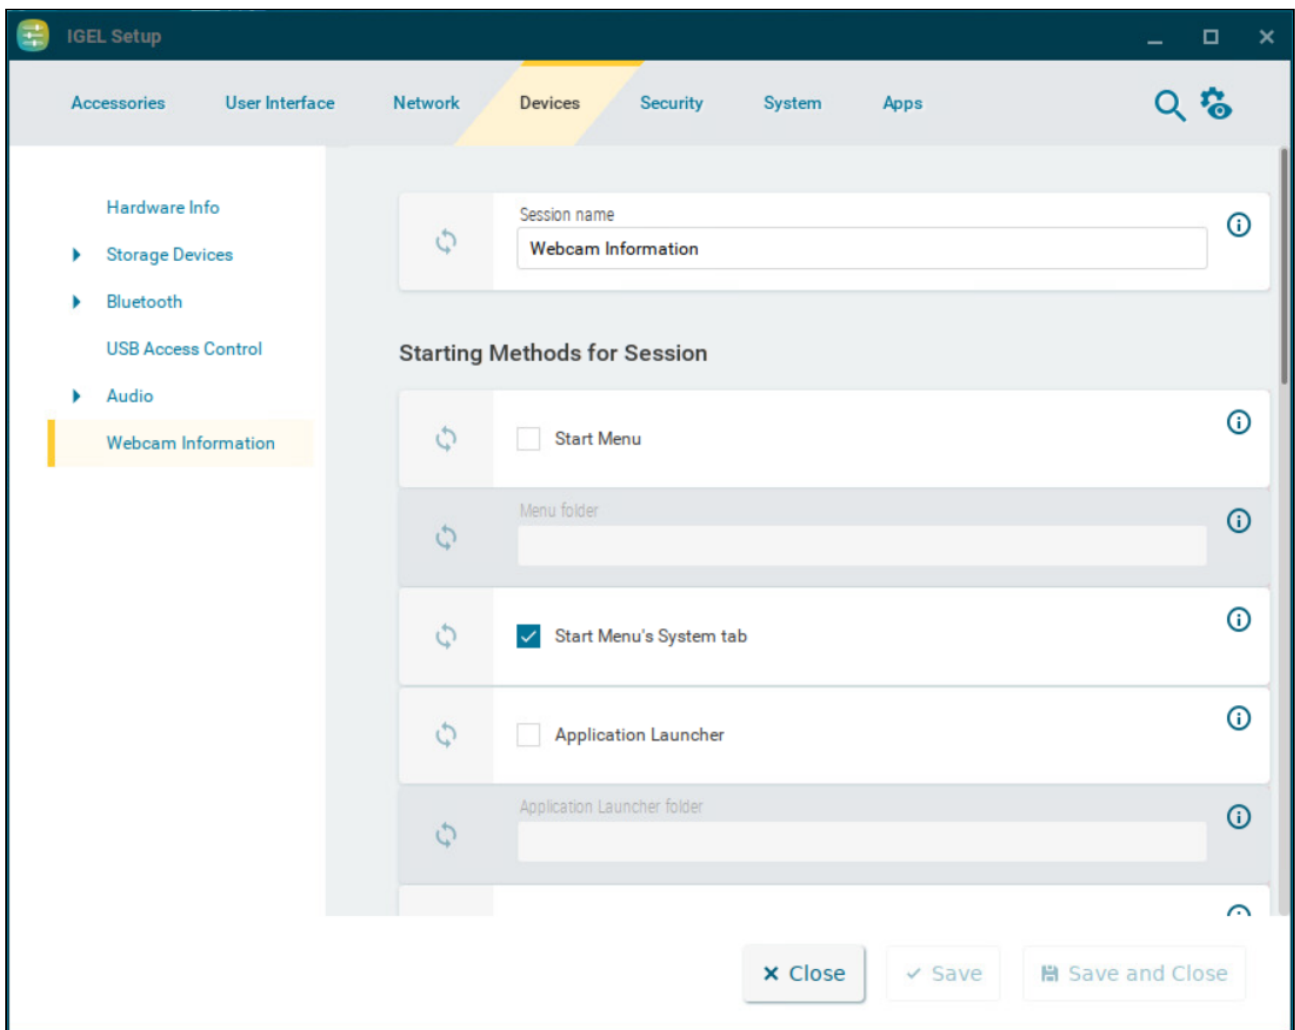 IGEL Setup
Accessories User Interface Network Devices Security System Apps
Hardware Info
Storage Devices
Bluetooth
USB Access Control
Audio
Webcam Information
Session name
Webcam Information
Starting Methods for Session
Start Menu
Menu folder
Start Menu's System tab
Application Launcher
Application Launcher folder
Close Save Save and Close